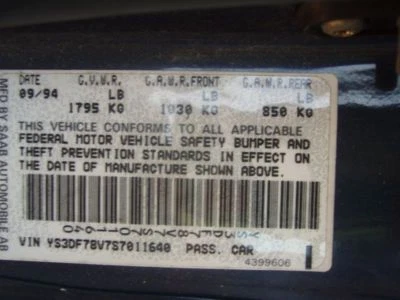 MFD BY SAAB AUTOMOBILE AB
DATE G.V.W.R. G.A.W.R.FRONT G.A.W.R.REAR
09/94 LB LB LB
1795 KG 1030 KG 850 KG
THIS VEHICLE CONFORMS TO ALL APPLICABLE
FEDERAL MOTOR VEHICLE SAFETY BUMPER AND
THEFT PREVENTION STANDARDS IN EFFECT ON
THE DATE OF MANUFACTURE SHOWN ABOVE.
VIN YS3DF78V7S7011640 PASS. CAR
4399606